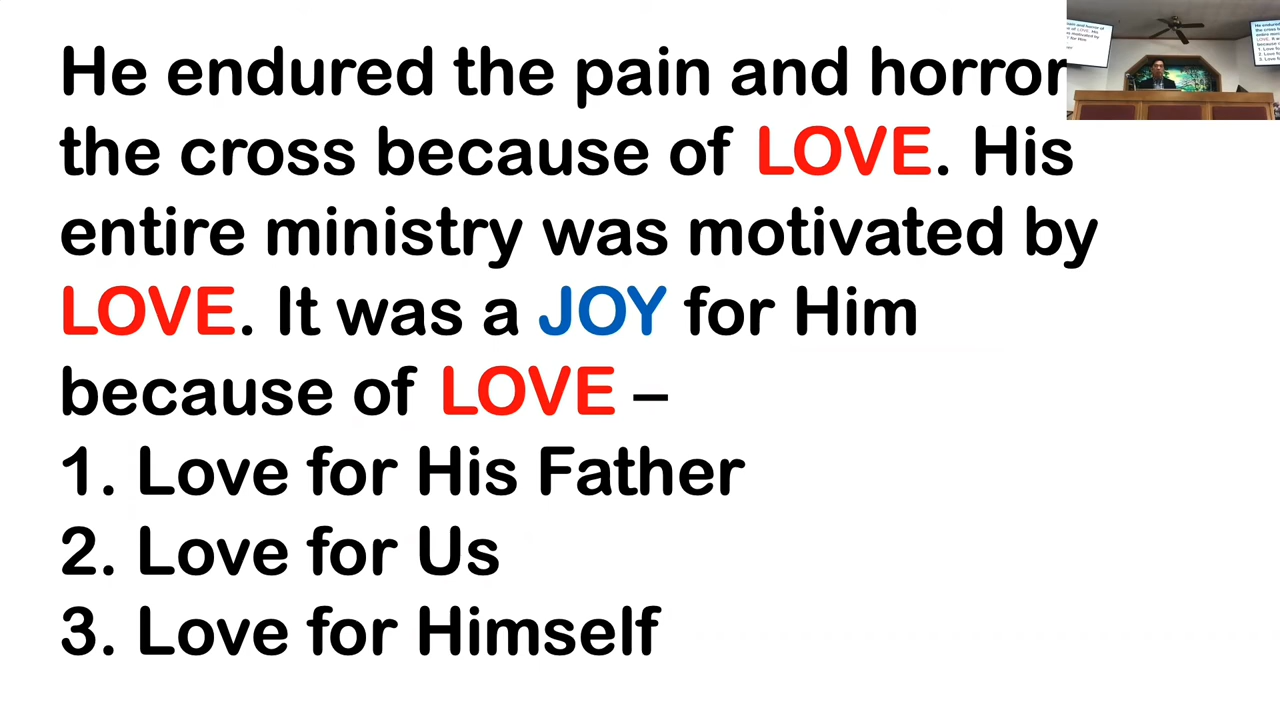 He endured the pain and horror
the cross because of LOVE. His
entire ministry was motivated by
LOVE. It was a JOY for Him
because of LOVE –
1. Love for His Father
2. Love for Us
3. Love for Himself